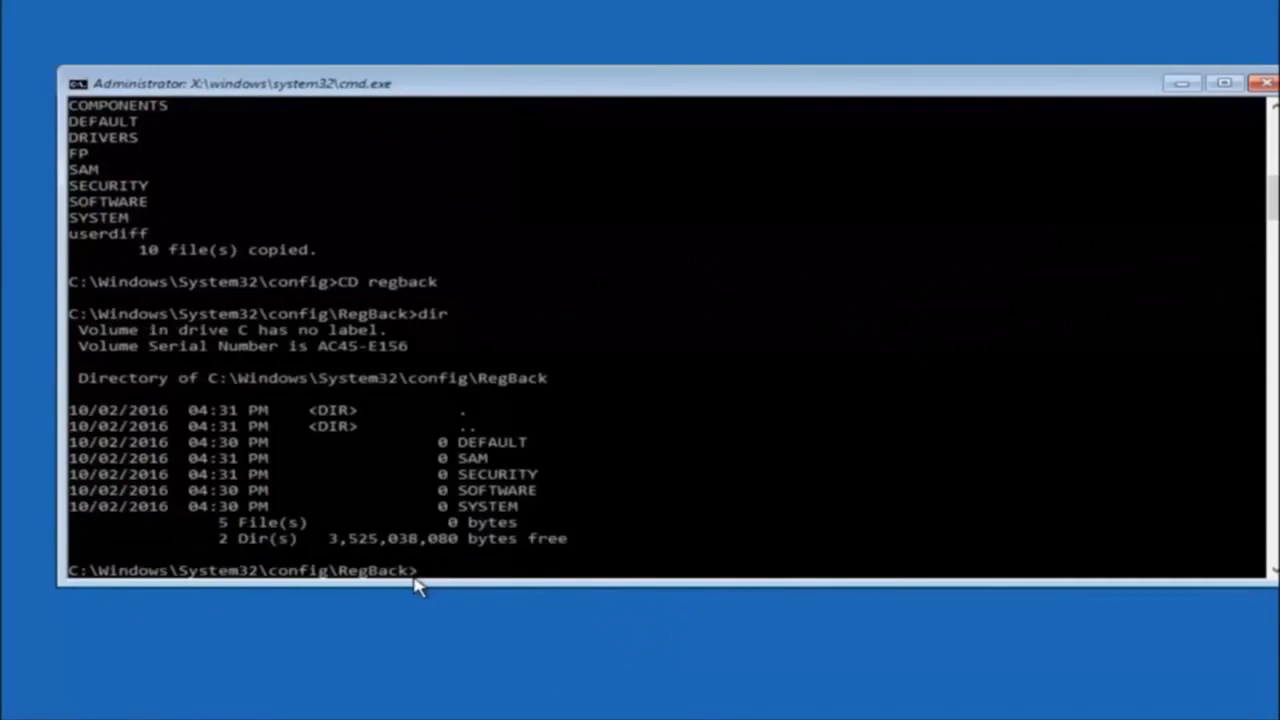 Administrator: X:\windows\system32\cmd.exe
COMPONENTS
DEFAULT
DRIVERS
FP
SAM
SECURITY
SOFTWARE
SYSTEM
userdiff
10 file(s) copied.
C:\Windows\System32\config>CD regback
C:\Windows\System32\config\RegBack>dir
Volume in drive C has no label.
Volume Serial Number is AC45-E156
Directory of C:\Windows\System32\config\RegBack
10/02/2016 04:31 PM <DIR> .
10/02/2016 04:31 PM <DIR> ..
10/02/2016 04:30 PM 0 DEFAULT
10/02/2016 04:31 PM 0 SAM
10/02/2016 04:31 PM 0 SECURITY
10/02/2016 04:30 PM 0 SOFTWARE
10/02/2016 04:30 PM 0 SYSTEM
5 File(s) 0 bytes
2 Dir(s) 3,525,038,080 bytes free
C:\Windows\System32\config\RegBack>